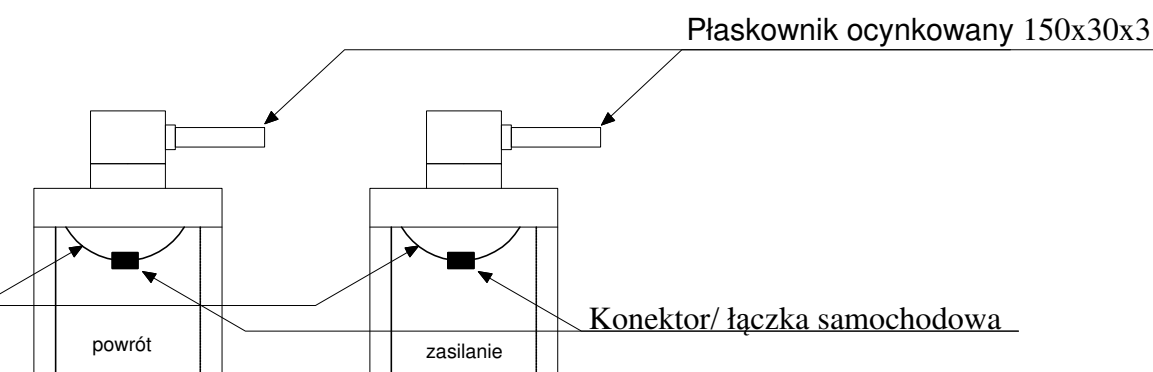 Płaskownik ocynkowany 150x30x3
Konektor/ łączka samochodowa
powrót
zasilanie